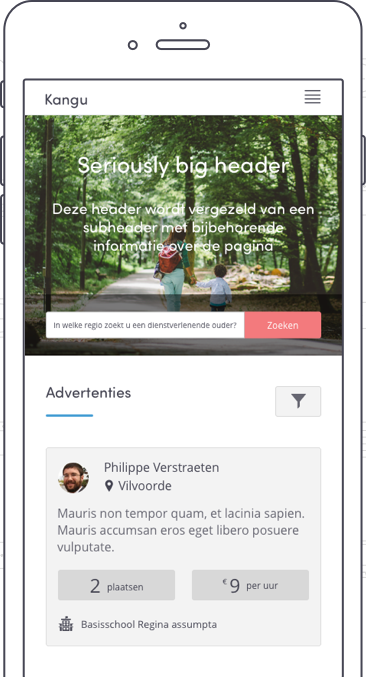 Kangu
Seriously big header
Deze header wordt vergezeld van een
subheader met bijbehorende
informatie over de pagina
In welke regio zoekt u een dienstverlenende ouder?
Zoeken
Advertenties
Philippe Verstraeten
Vilvoorde
Mauris non tempor quam, et lacinia sapien.
Mauris accumsan eros eget libero posuere
vulputate.
2 plaatsen
€ 9 per uur
Basisschool Regina assumpta